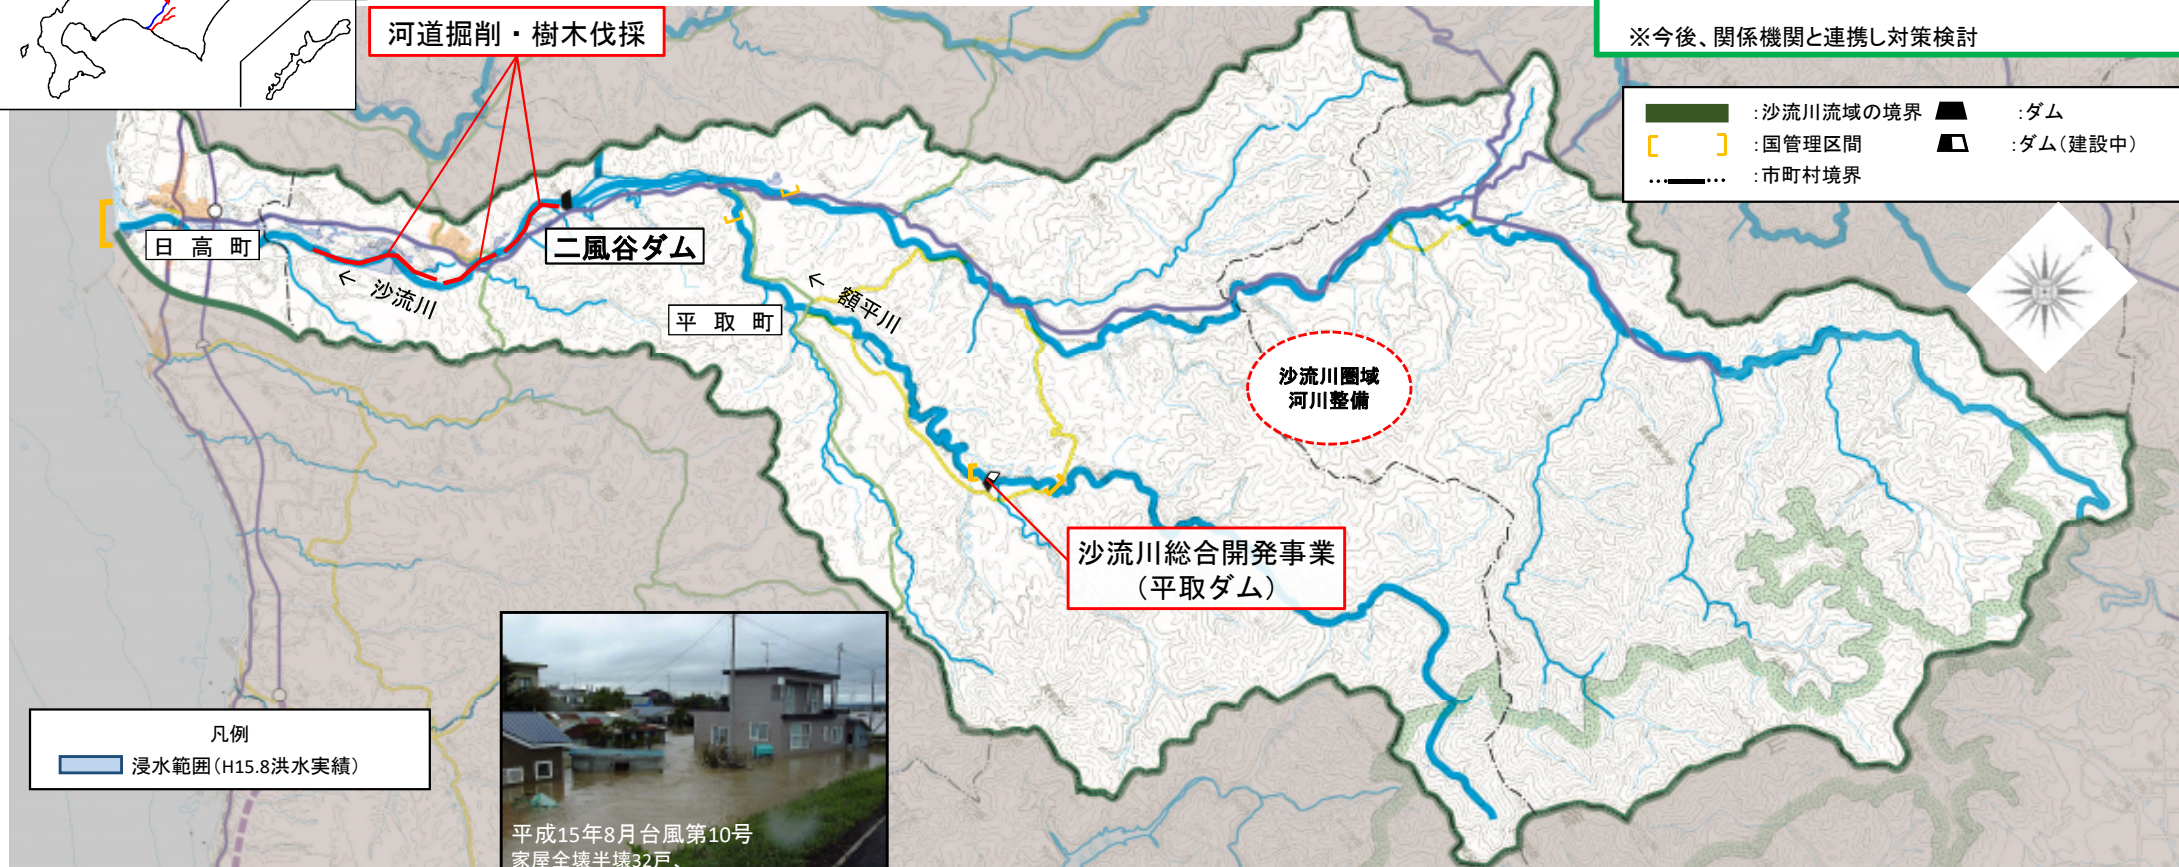 河道掘削・樹木伐採
※今後、関係機関と連携し対策検討
:沙流川流域の境界
:ダム
:国管理区間
:ダム(建設中)
:市町村境界
日高町
二風谷ダム
← 沙流川
← 額平川
平取町
沙流川圏域
河川整備
沙流川総合開発事業
(平取ダム)
凡例
浸水範囲(H15.8洪水実績)
平成15年8月台風第10号
家屋全壊半壊32戸、